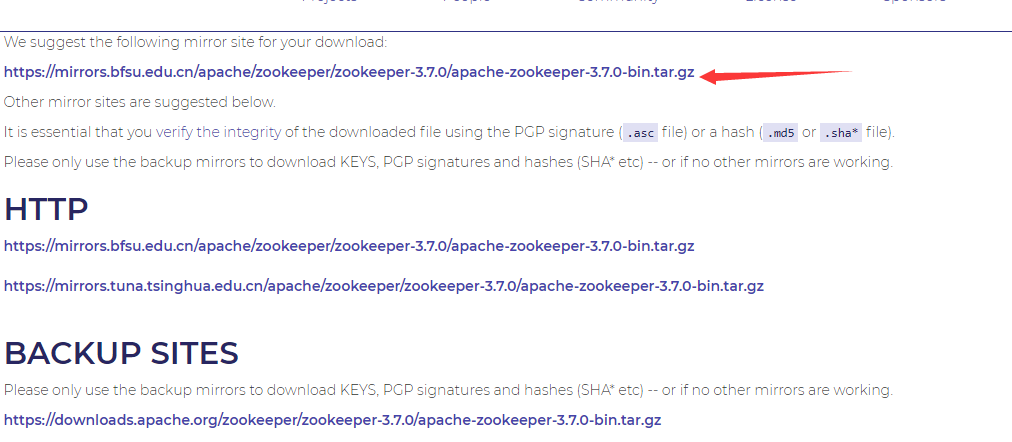 Projects People Community License Sponsors
We suggest the following mirror site for your download:
https://mirrors.bfsu.edu.cn/apache/zookeeper/zookeeper-3.7.0/apache-zookeeper-3.7.0-bin.tar.gz
Other mirror sites are suggested below.
It is essential that you verify the integrity of the downloaded file using the PGP signature ( .asc file) or a hash ( .md5 or .sha* file).
Please only use the backup mirrors to download KEYS, PGP signatures and hashes (SHA* etc) -- or if no other mirrors are working.
HTTP
https://mirrors.bfsu.edu.cn/apache/zookeeper/zookeeper-3.7.0/apache-zookeeper-3.7.0-bin.tar.gz
https://mirrors.tuna.tsinghua.edu.cn/apache/zookeeper/zookeeper-3.7.0/apache-zookeeper-3.7.0-bin.tar.gz
BACKUP SITES
Please only use the backup mirrors to download KEYS, PGP signatures and hashes (SHA* etc) -- or if no other mirrors are working.
https://downloads.apache.org/zookeeper/zookeeper-3.7.0/apache-zookeeper-3.7.0-bin.tar.gz